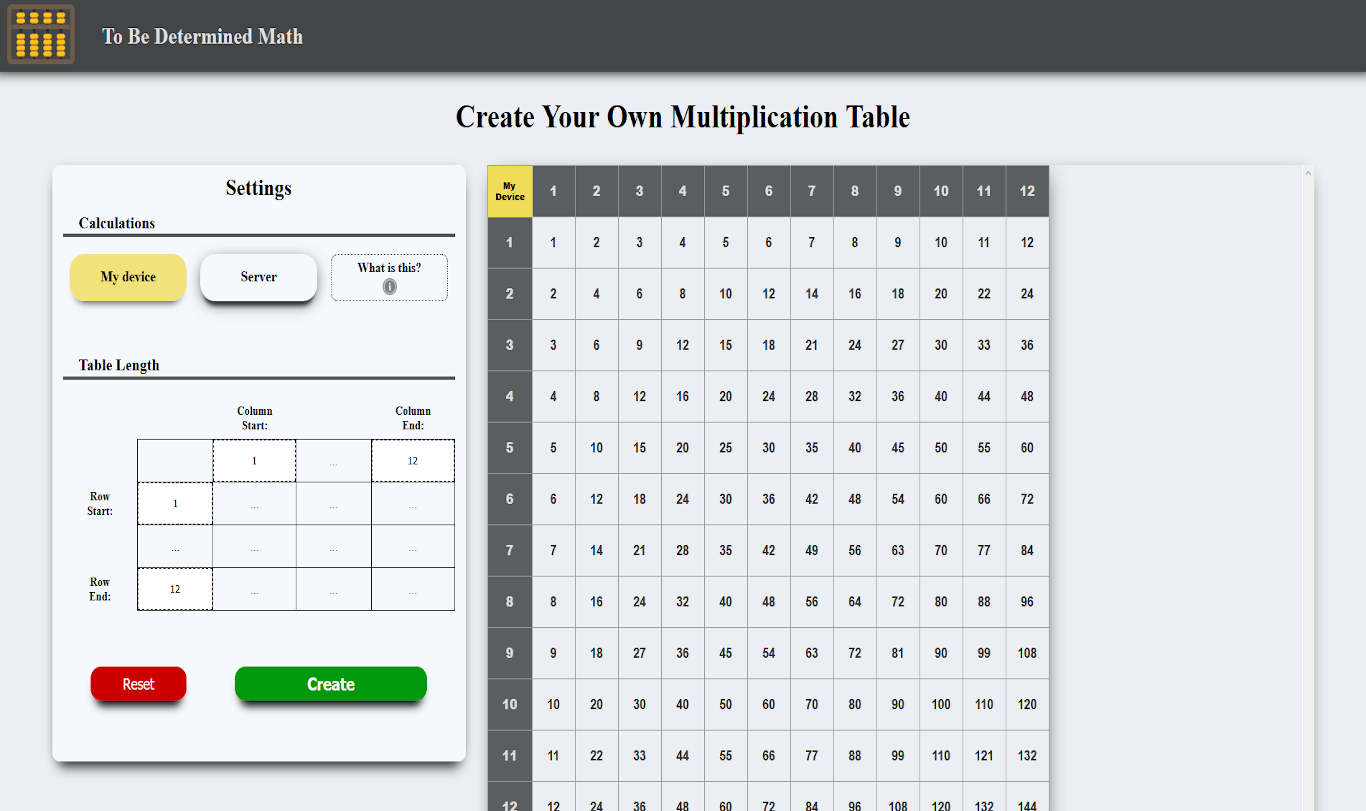 To Be Determined Math
Create Your Own Multiplication Table
Settings
Calculations
My device
Server
What is this?
i
Table Length
Column
Start:
Column
End:
1 ... 12
Row
Start:
1 ... ... ...
... ... ... ...
Row
End:
12 ... ... ...
Reset
Create
My
Device
1 2 3 4 5 6 7 8 9 10 11 12
1 1 2 3 4 5 6 7 8 9 10 11 12
2 2 4 6 8 10 12 14 16 18 20 22 24
3 3 6 9 12 15 18 21 24 27 30 33 36
4 4 8 12 16 20 24 28 32 36 40 44 48
5 5 10 15 20 25 30 35 40 45 50 55 60
6 6 12 18 24 30 36 42 48 54 60 66 72
7 7 14 21 28 35 42 49 56 63 70 77 84
8 8 16 24 32 40 48 56 64 72 80 88 96
9 9 18 27 36 45 54 63 72 81 90 99 108
10 10 20 30 40 50 60 70 80 90 100 110 120
11 11 22 33 44 55 66 77 88 99 110 121 132
12 12 24 36 48 60 72 84 96 108 120 132 144